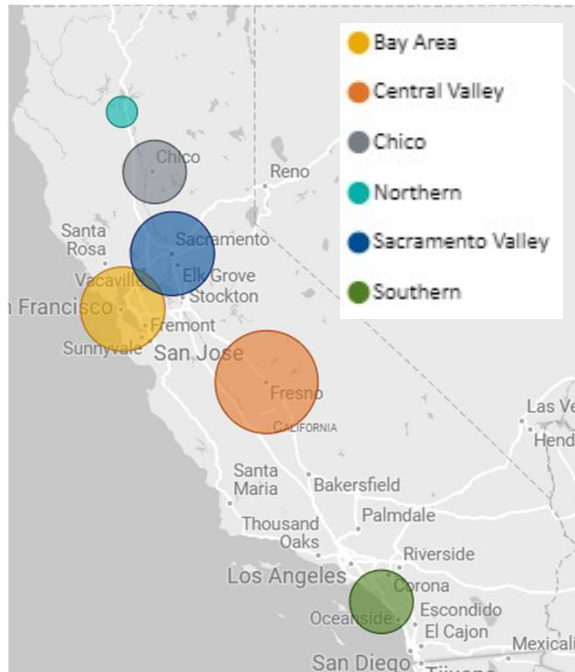 Bay Area
Central Valley
Chico
Northern
Sacramento Valley
Southern
Chico
Reno
Santa
Rosa
Sacramento
Vacaville
Elk Grove
Stockton
n Francisco
Fremont
Sunnyvale
San Jose
Fresno
CALIFORNIA
Las Ve
Hend
Santa
Maria
Bakersfield
Thousand
Oaks
Palmdale
Los Angeles
Riverside
Corona
Oceanside
Escondido
El Cajon
San Diego
Mexicali
Tijuana